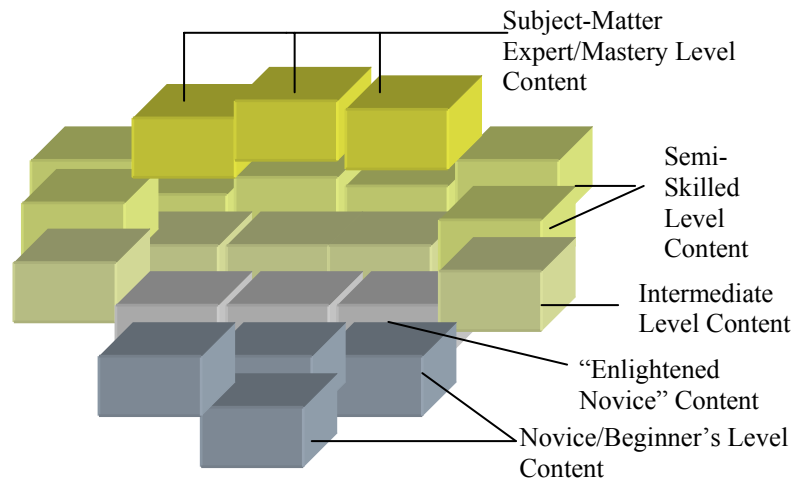 Subject-Matter
Expert/Mastery Level
Content
Semi-
Skilled
Level
Content
Intermediate
Level Content
“Enlightened
Novice” Content
Novice/Beginner’s Level
Content